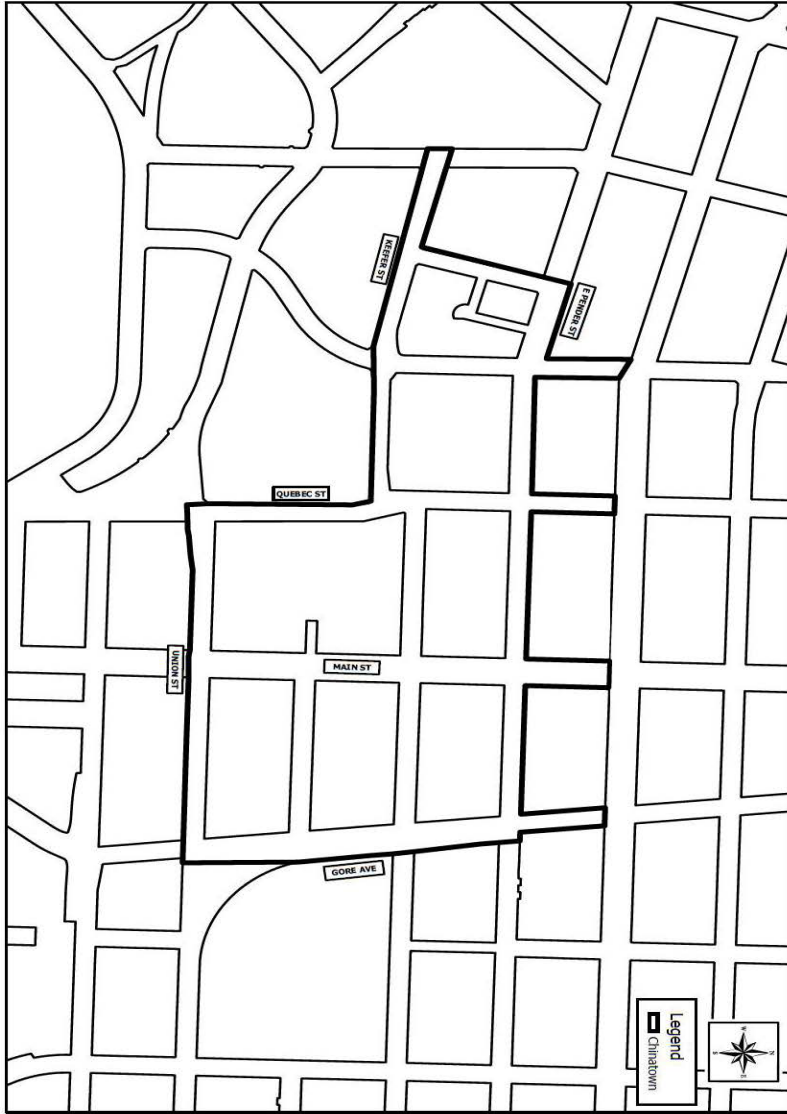 KEEFER ST
E PENDER ST
QUEBEC ST
UNION ST
MAIN ST
GORE AVE
Legend
Chinatown
N
W
E
S